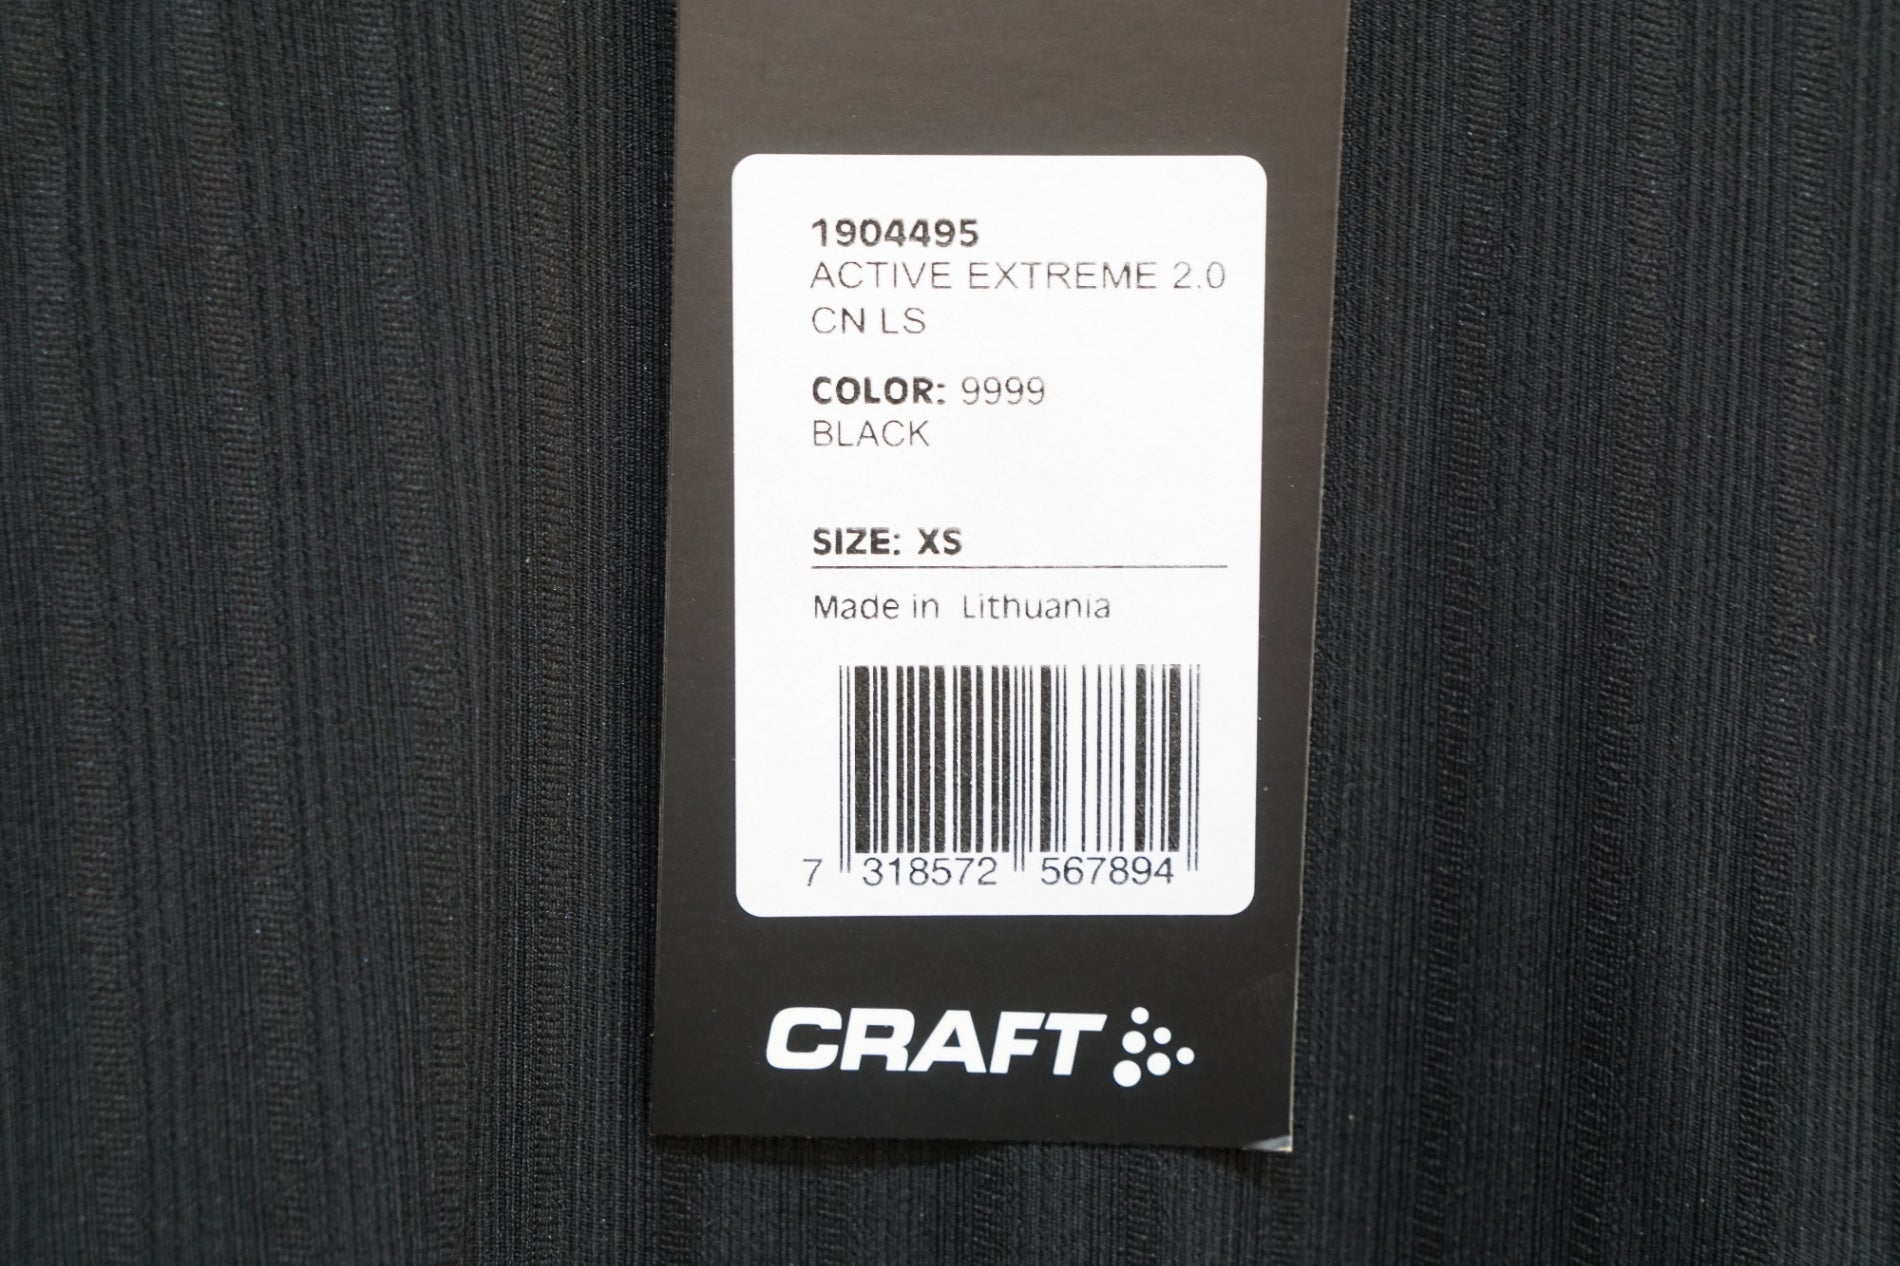 1904495
ACTIVE EXTREME 2.0
CN LS
COLOR: 9999
BLACK
SIZE: XS
Made in Lithuania
7 318572 567894
CRAFT